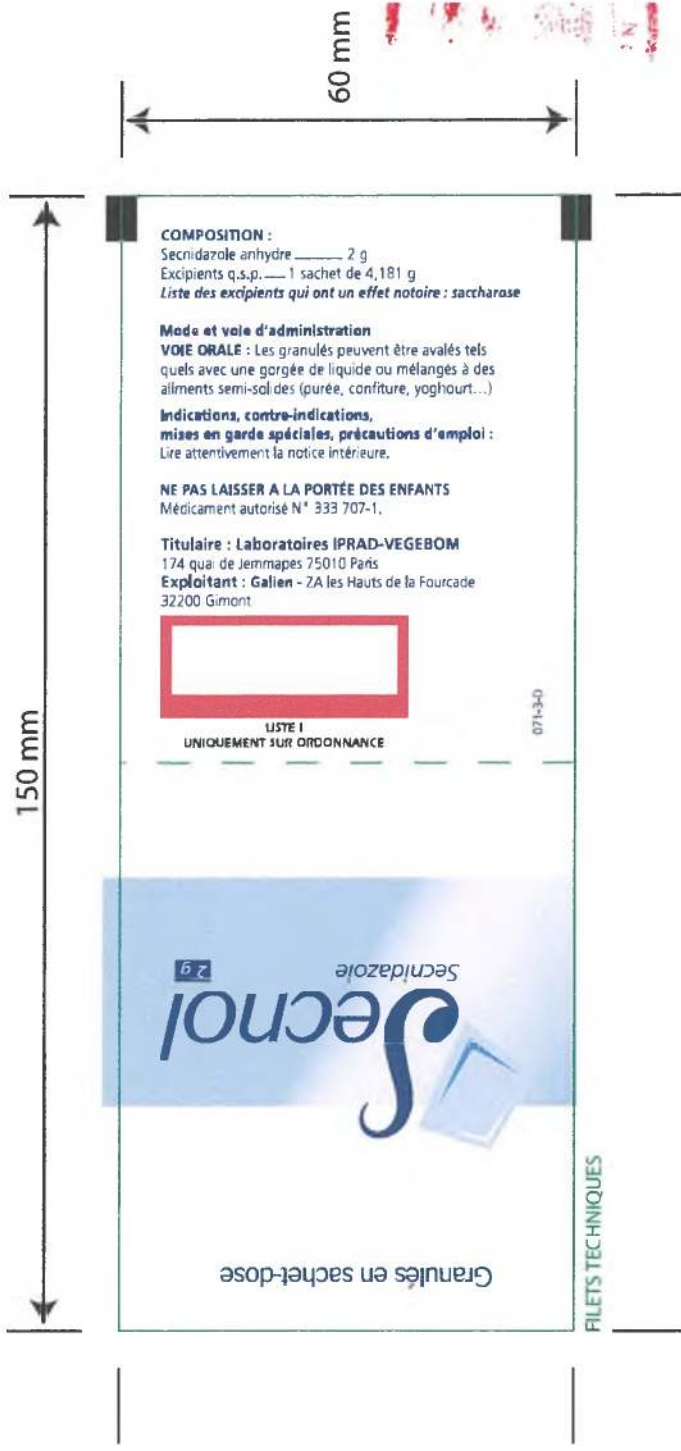 60 mm
150 mm
COMPOSITION :
Secnidazole anhydre 2 g
Excipients q.s.p. 1 sachet de 4,181 g
Liste des excipients qui ont un effet notoire : saccharose
Mode et voie d'administration
VOIE ORALE : Les granulés peuvent être avalés tels
quels avec une gorgée de liquide ou mélangés à des
aliments semi-solides (purée, confiture, yoghourt...)
Indications, contre-indications,
mises en garde spéciales, précautions d'emploi :
Lire attentivement la notice intérieure.
NE PAS LAISSER A LA PORTÉE DES ENFANTS
Médicament autorisé N° 333 707-1.
Titulaire : Laboratoires IPRAD-VEGEBOM
174 quai de Jemmapes 75010 Paris
Exploitant : Galien - ZA les Hauts de la Fourcade
32200 Gimont
LISTE I
UNIQUEMENT SUR ORDONNANCE
071-3-D
Secnol
2 g
Secnidazole
Granulés en sachet-dose
FILETS TECHNIQUES